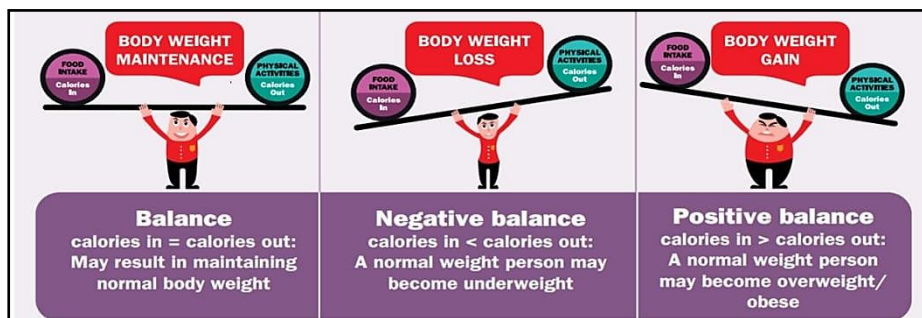 BODY WEIGHT
MAINTENANCE
FOOD
INTAKE
Calories
In
PHYSICAL
ACTIVITIES
Calories
Out
Balance
calories in = calories out:
May result in maintaining
normal body weight
BODY WEIGHT
LOSS
FOOD
INTAKE
Calories
In
PHYSICAL
ACTIVITIES
Calories
Out
Negative balance
calories in < calories out:
A normal weight person may
become underweight
BODY WEIGHT
GAIN
FOOD
INTAKE
Calories
In
PHYSICAL
ACTIVITIES
Calories
Out
Positive balance
calories in > calories out:
A normal weight person
may become overweight/
obese